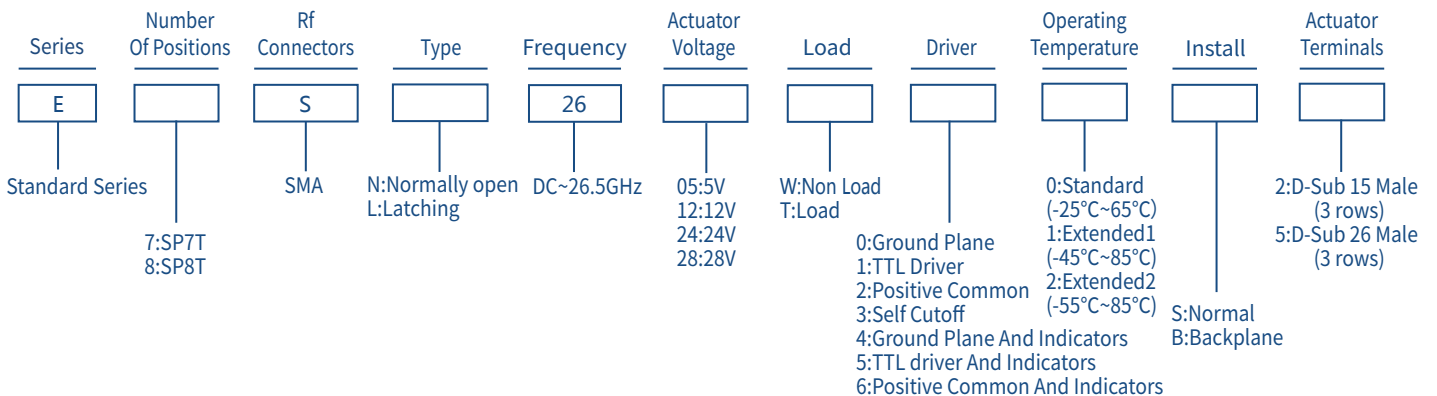 Series
Number
Of Positions
Rf
Connectors
Type
Frequency
Actuator
Voltage
Load
Driver
Operating
Temperature
Install
Actuator
Terminals
E
S
26
Standard Series
7:SP7T
8:SP8T
SMA
N:Normally open
L:Latching
DC~26.5GHz
05:5V
12:12V
24:24V
28:28V
W:Non Load
T:Load
0:Ground Plane
1:TTL Driver
2:Positive Common
3:Self Cutoff
4:Ground Plane And Indicators
5:TTL driver And Indicators
6:Positive Common And Indicators
0:Standard
(-25°C~65°C)
1:Extended1
(-45°C~85°C)
2:Extended2
(-55°C~85°C)
S:Normal
B:Backplane
2:D-Sub 15 Male
(3 rows)
5:D-Sub 26 Male
(3 rows)